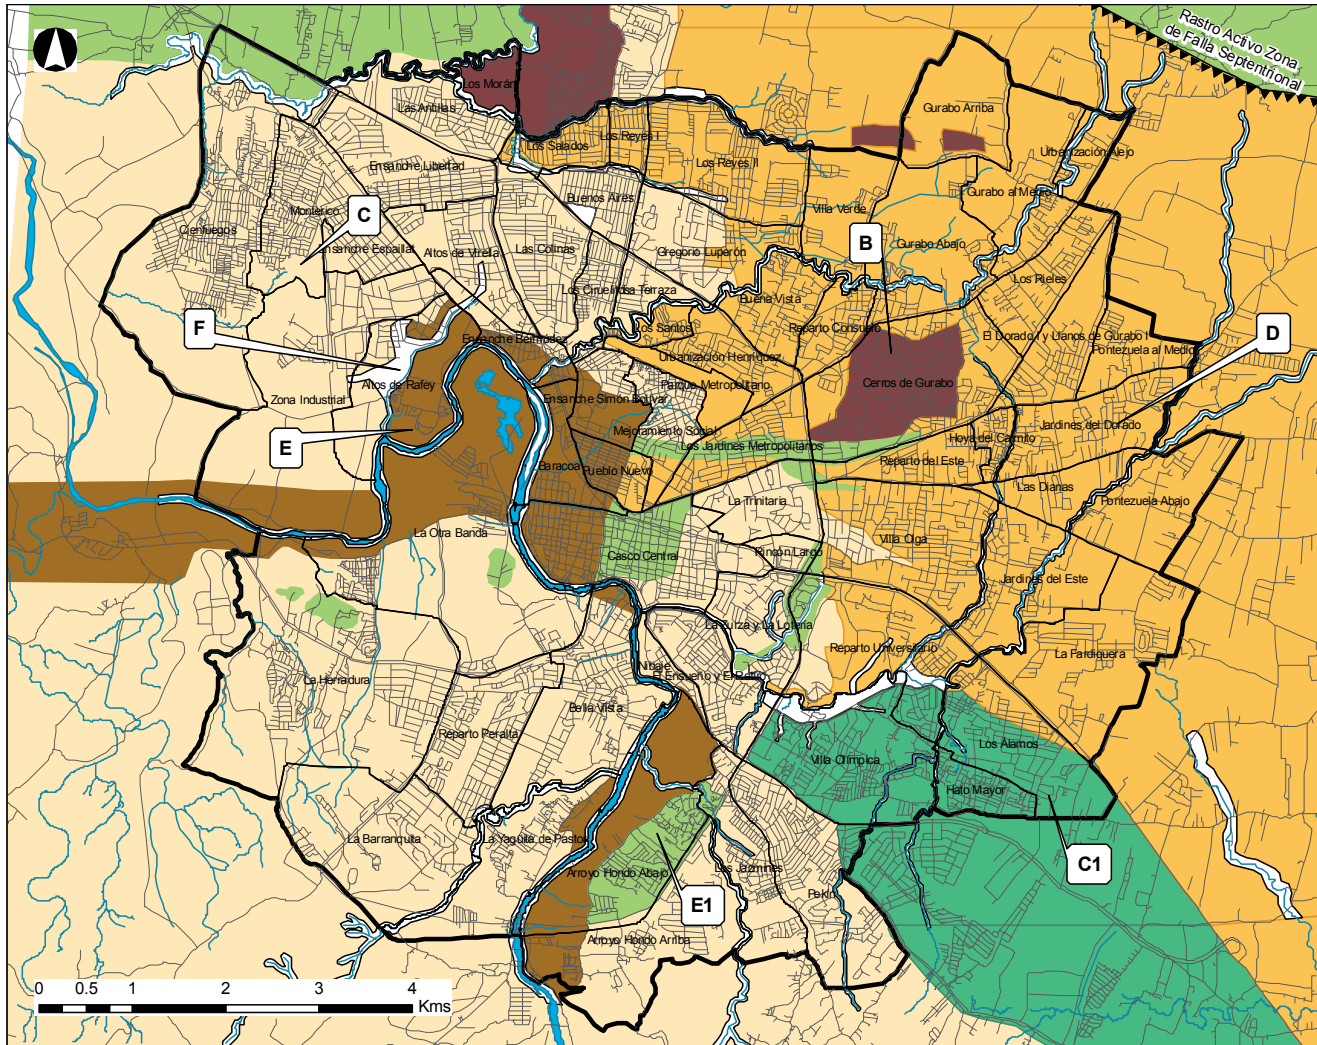 Rastro Activo Zona
de Falla Septentrional
Los Morán
Las Antillas
Gurabo Arriba
Los Salados
Los Reyes I
Los Reyes II
Urbanización Alejo
Ensanche Libertad
Buenos Aires
Gurabo al Medio
Cienfuegos
Monterico
C
Villa Verde
B
Ensanche Espaillat
Altos de Virella
Las Colinas
Gregorio Luperón
Gurabo Abajo
Los Rieles
Los Ciruelitos
Terraza
Buena Vista
F
Los Santos
Reparto Consuelo
D
Ensanche Bermúdez
El Dorado I y Llanos de Gurabo I
Pontezuela al Medio
Urbanización Henríquez
Altos de Rafey
Parque Metropolitano
Cerros de Gurabo
Zona Industrial
Ensanche Simón Bolívar
E
Mejoramiento Social
Jardines del Dorado
Los Jardines Metropolitanos
Hoya del Caimito
Baracoa
Pueblo Nuevo
Reparto del Este
Las Dianas
La Trinitaria
Pontezuela Abajo
La Otra Banda
Villa Olga
Casco Central
Rincón Largo
Jardines del Este
La Zurza y La Lotería
Reparto Universitario
La Fardiquera
Nibaje
El Ensueño y El Retiro
La Herradura
Bella Vista
Reparto Peralta
Los Álamos
Villa Olímpica
Hato Mayor
La Barranquita
La Yagüita de Pastor
C1
Arroyo Hondo Abajo
Los Jazmines
Pekín
E1
Arroyo Hondo Arriba
0 0.5 1 2 3 4
Kms